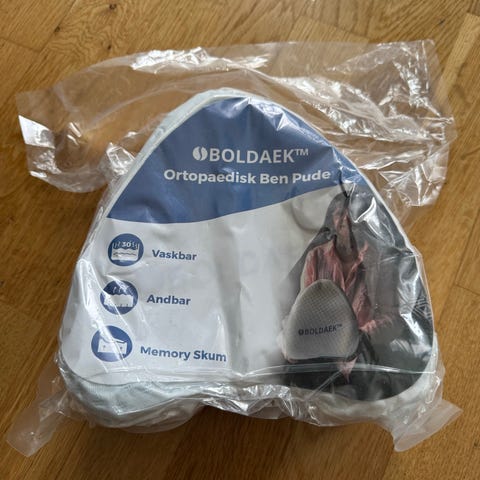 BOLDAEK™
Ortopaedisk Ben Pude
30
Vaskbar
Andbar
Memory Skum
BOLDAEK™